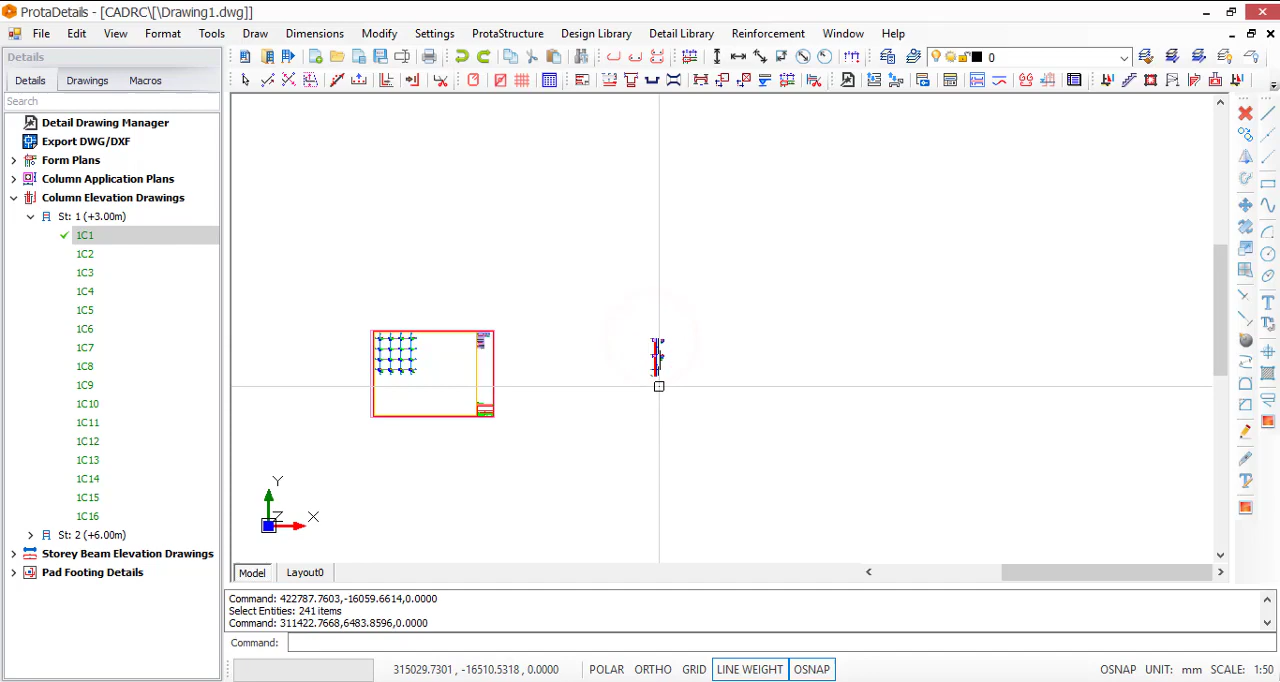 ProtaDetails - [CADRC\[\Drawing1.dwg]]
File Edit View Format Tools Draw Dimensions Modify Settings ProtaStructure Design Library Detail Library Reinforcement Window Help
Details
0
Details Drawings Macros
Search
Detail Drawing Manager
Export DWG/DXF
Form Plans
Column Application Plans
Column Elevation Drawings
St: 1 (+3.00m)
1C1
1C2
1C3
1C4
1C5
1C6
1C7
1C8
1C9
1C10
1C11
1C12
1C13
1C14
1C15
1C16
St: 2 (+6.00m)
Storey Beam Elevation Drawings
Pad Footing Details
Y
Z
X
Model Layout0
Command: 422787.7603,-16059.6614,0.0000
Select Entities: 241 items
Command: 311422.7668,6483.8596,0.0000
Command:
315029.7301 , -16510.5318 , 0.0000 POLAR ORTHO GRID LINE WEIGHT OSNAP OSNAP UNIT: mm SCALE: 1:50